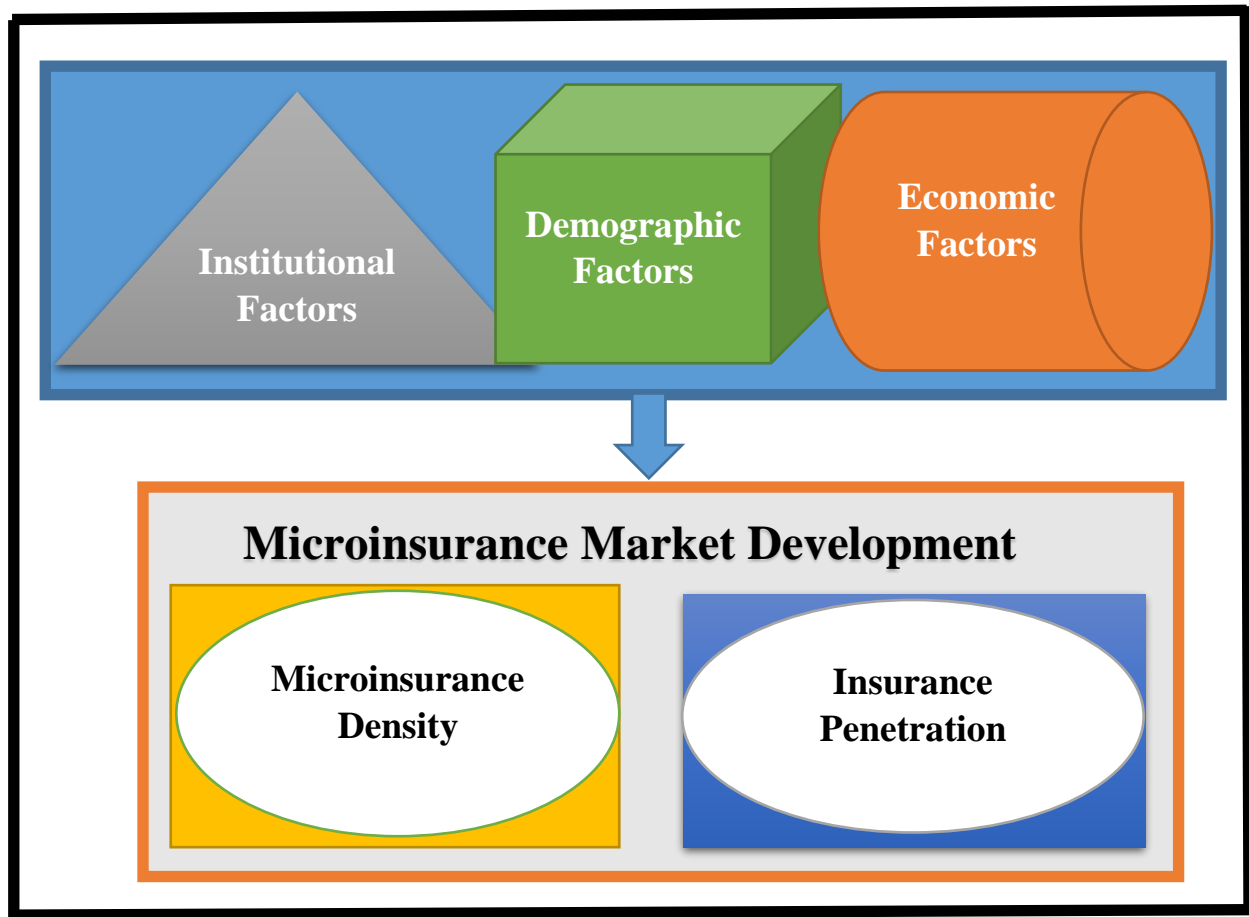 Institutional
Factors
Demographic
Factors
Economic
Factors
Microinsurance Market Development
Microinsurance
Density
Insurance
Penetration